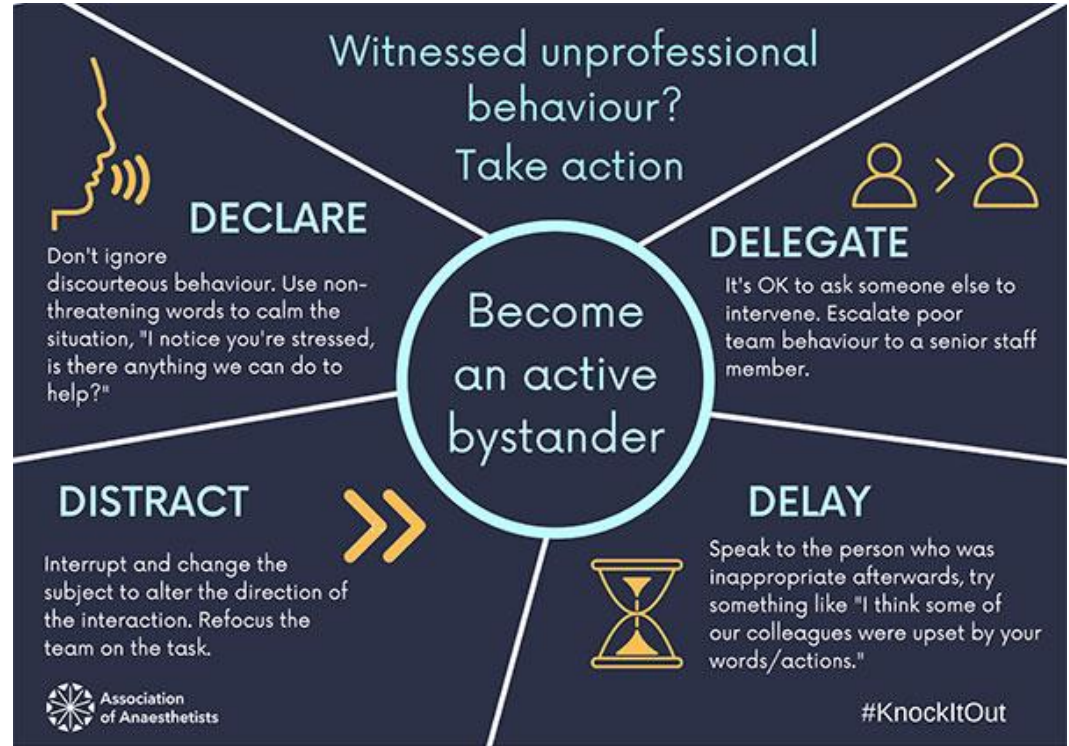 Witnessed unprofessional
behaviour?
Take action
DECLARE
Don't ignore
discourteous behaviour. Use non-
threatening words to calm the
situation, "I notice you're stressed,
is there anything we can do to
help?"
DELEGATE
It's OK to ask someone else to
intervene. Escalate poor
team behaviour to a senior staff
member.
Become
an active
bystander
DISTRACT
Interrupt and change the
subject to alter the direction of
the interaction. Refocus the
team on the task.
DELAY
Speak to the person who was
inappropriate afterwards, try
something like "I think some of
our colleagues were upset by your
words/actions."
Association
of Anaesthetists
#KnockItOut